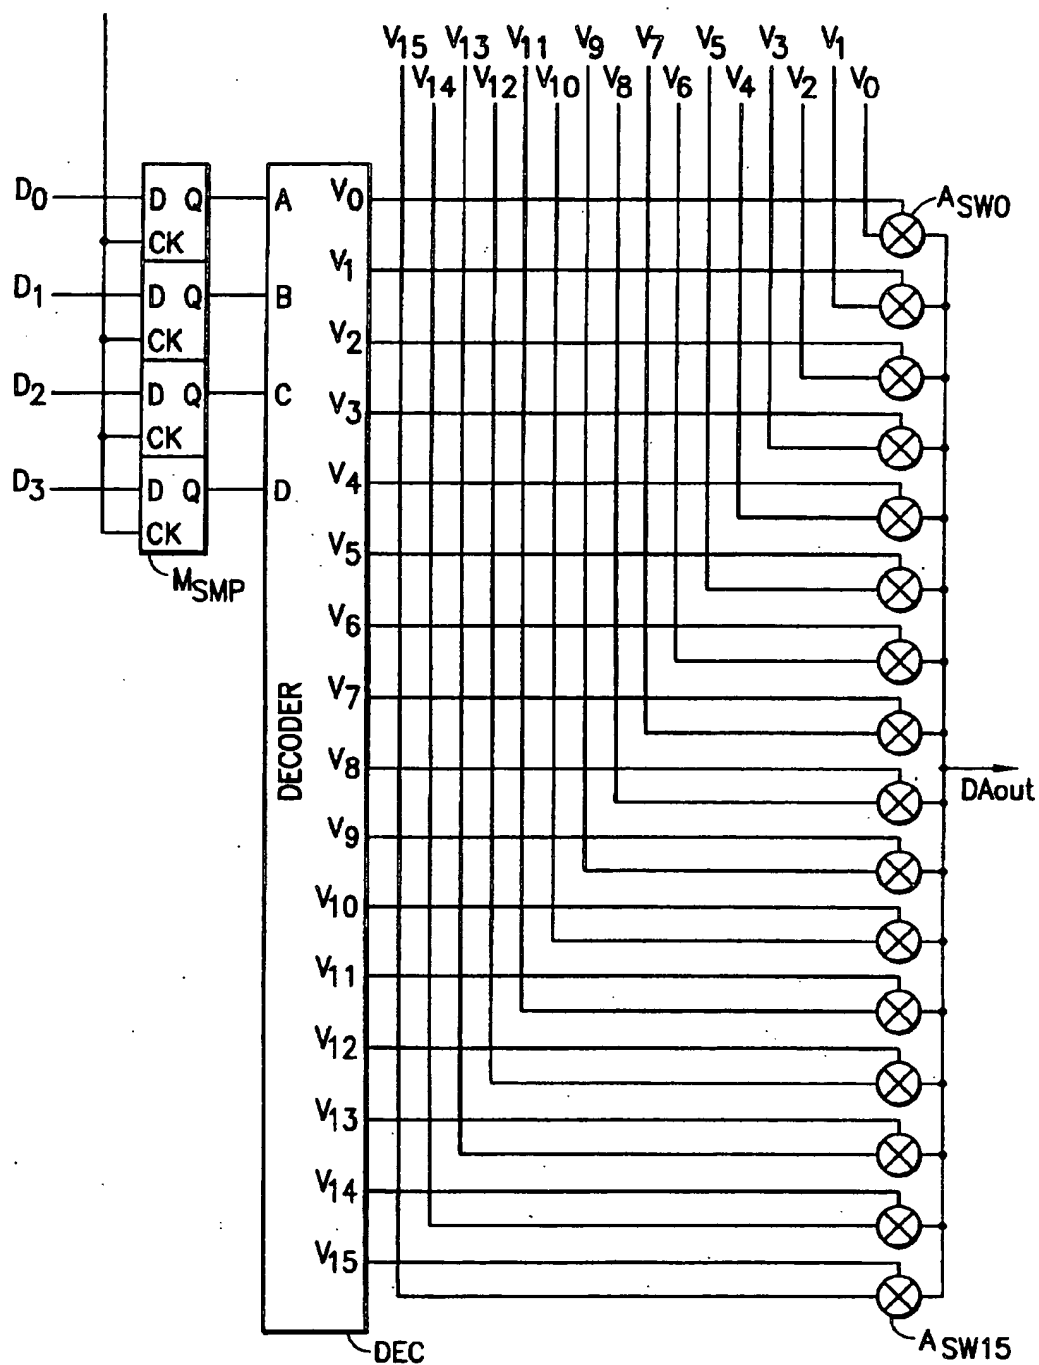 V15 V13 V11 V9 V7 V5 V3 V1
V14 V12 V10 V8 V6 V4 V2 V0
D0 D Q A V0 ASW0
CK
V1
D1 D Q B
CK
V2
D2 D Q C
V3
CK
V4
D3 D Q D
CK
V5
MSMP
V6
V7
DECODER
V8
DAout
V9
V10
V11
V12
V13
V14
V15
DEC ASW15